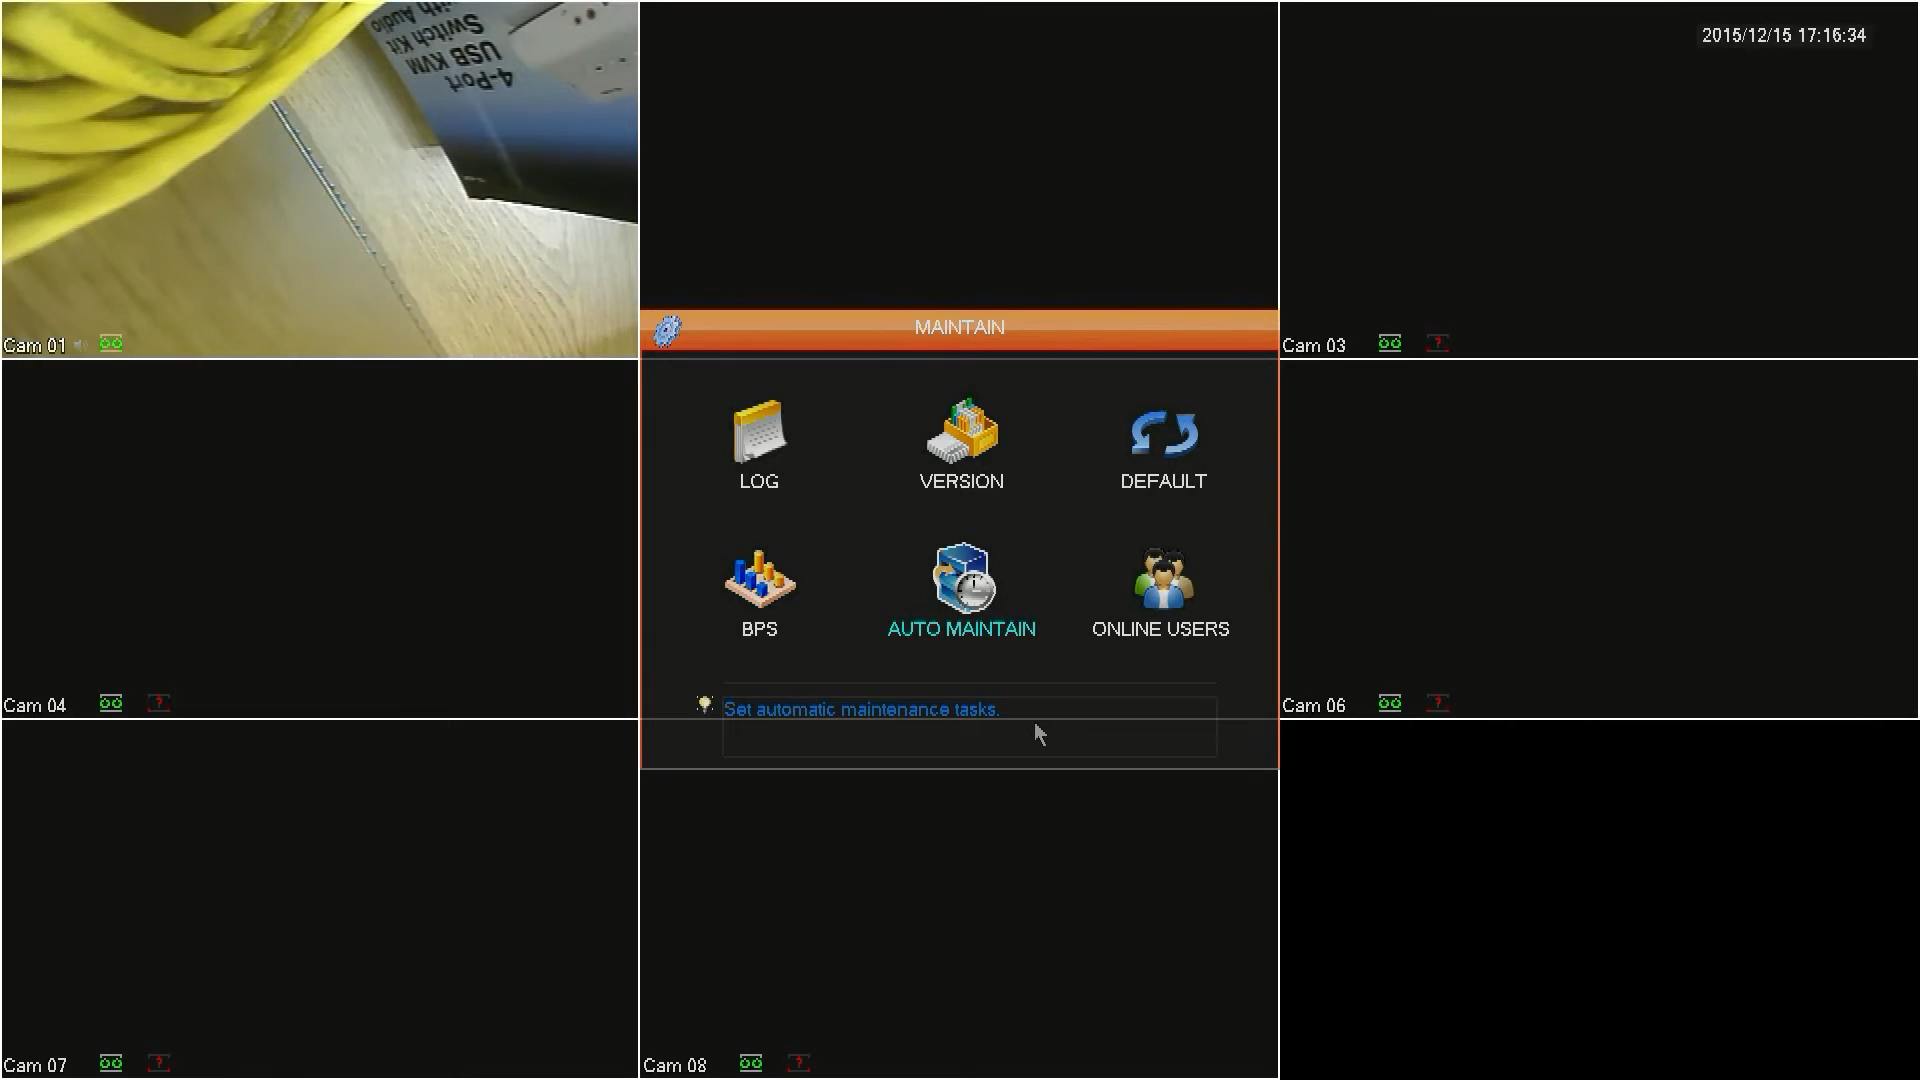 with Audio
Switch Kit
USB KVM
4-Port
2015/12/15 17:16:34
Cam 01
Cam 03
MAINTAIN
LOG
VERSION
DEFAULT
BPS
AUTO MAINTAIN
ONLINE USERS
Set automatic maintenance tasks.
Cam 04
Cam 06
Cam 07
Cam 08